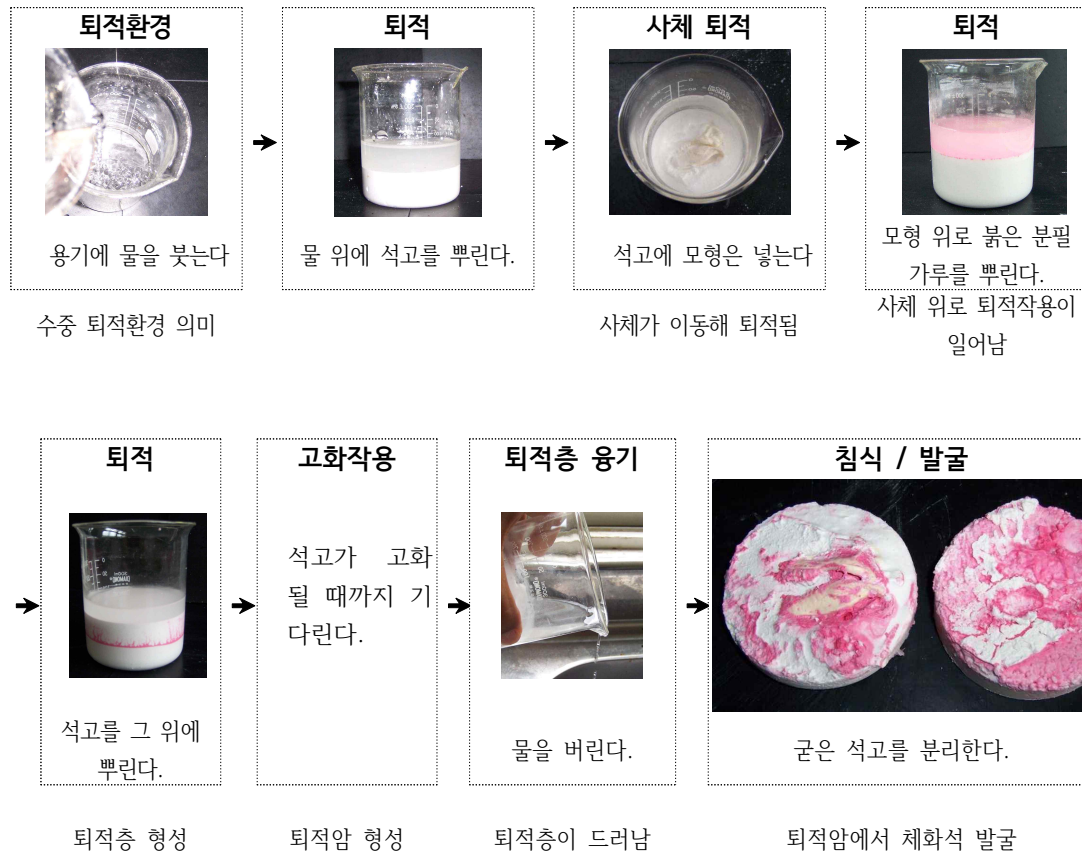 퇴적환경
용기에 물을 붓는다
수중 퇴적환경 의미
퇴적
물 위에 석고를 뿌린다.
사체 퇴적
석고에 모형은 넣는다
사체가 이동해 퇴적됨
퇴적
모형 위로 붉은 분필
가루를 뿌린다.
사체 위로 퇴적작용이
일어남
퇴적
석고를 그 위에
뿌린다.
퇴적층 형성
고화작용
석고가 고화
될 때까지 기
다린다.
퇴적암 형성
퇴적층 융기
물을 버린다.
퇴적층이 드러남
침식 / 발굴
굳은 석고를 분리한다.
퇴적암에서 체화석 발굴